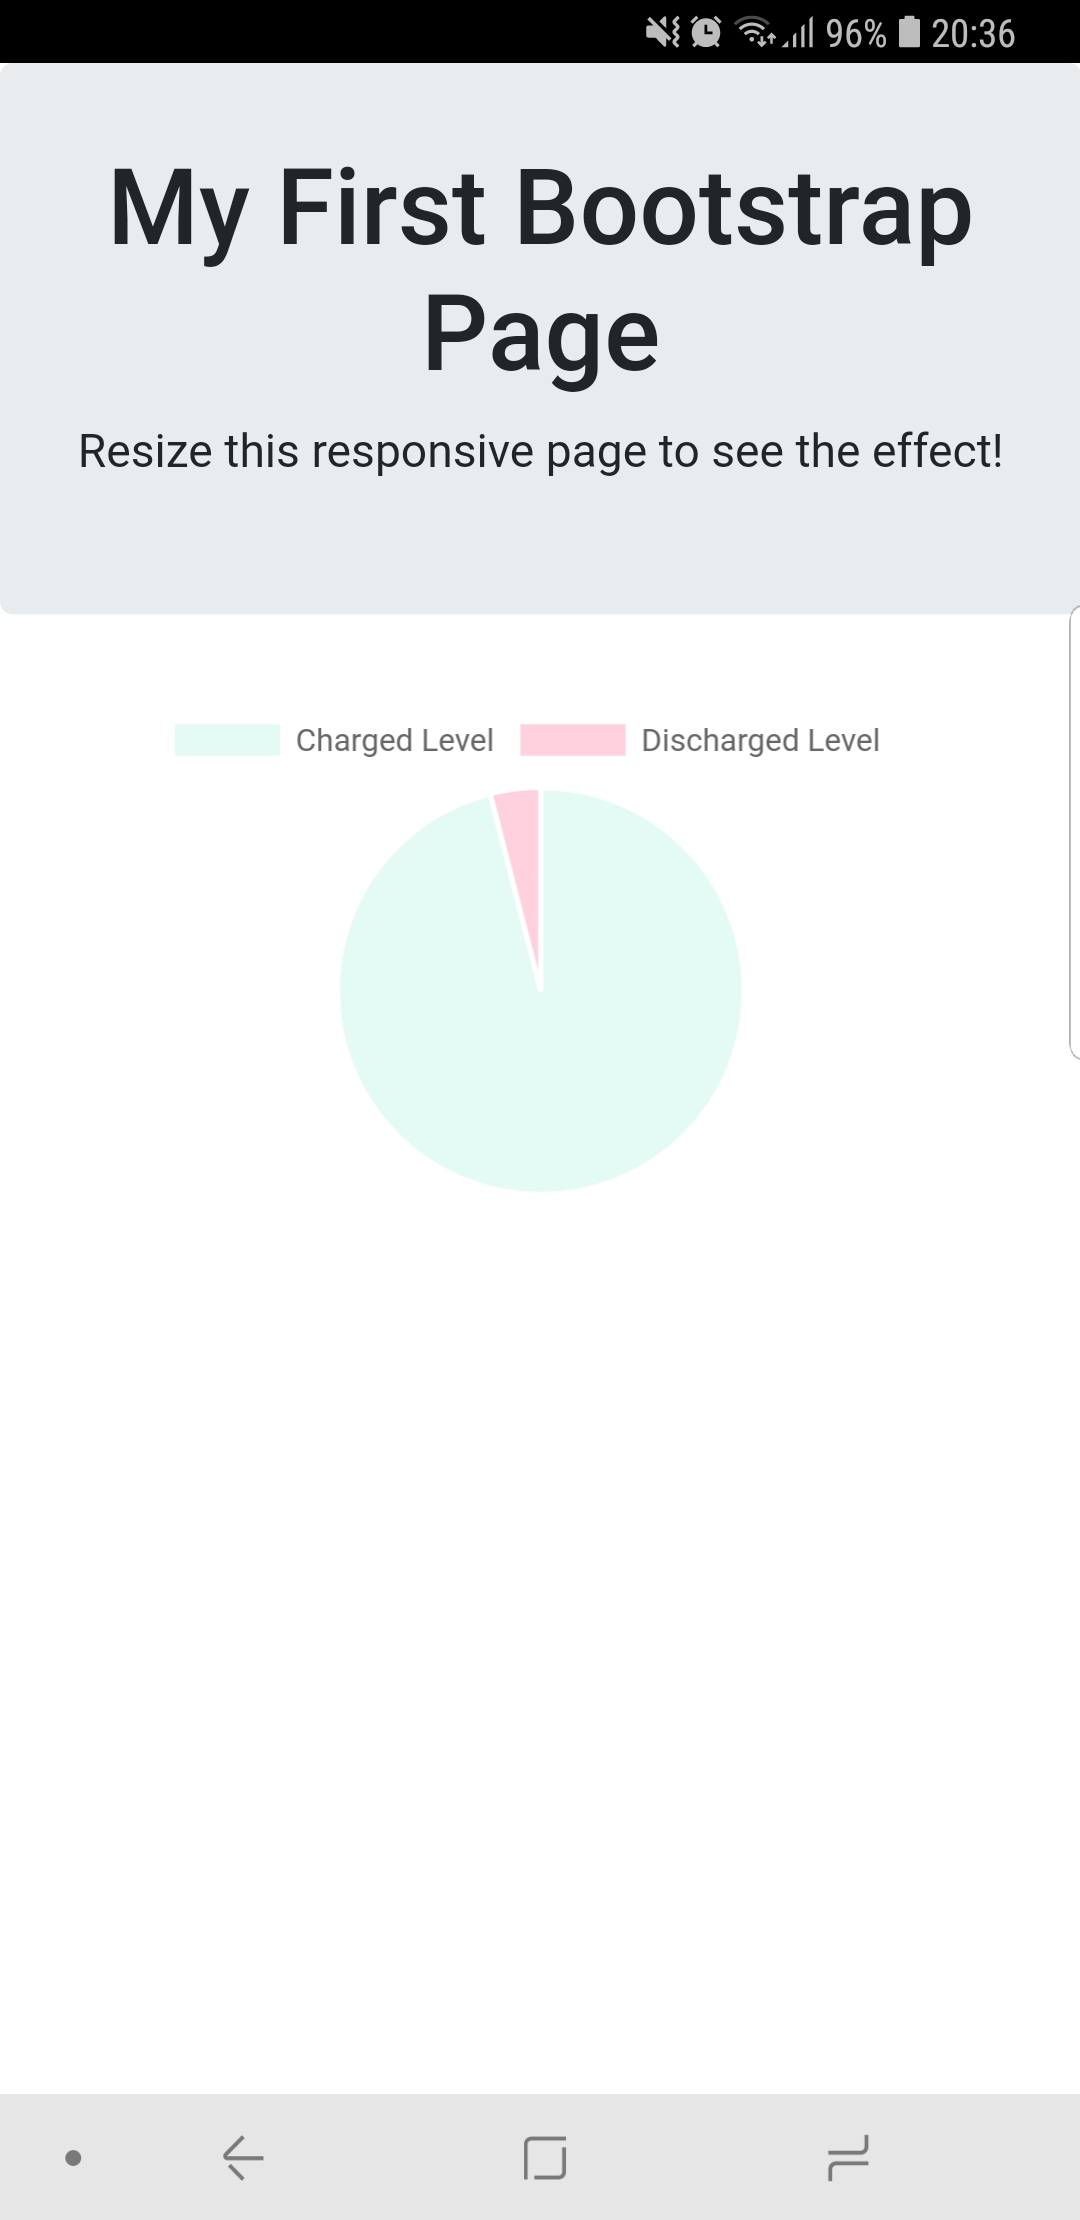 96% 20:36
My First Bootstrap
Page
Resize this responsive page to see the effect!
Charged Level Discharged Level